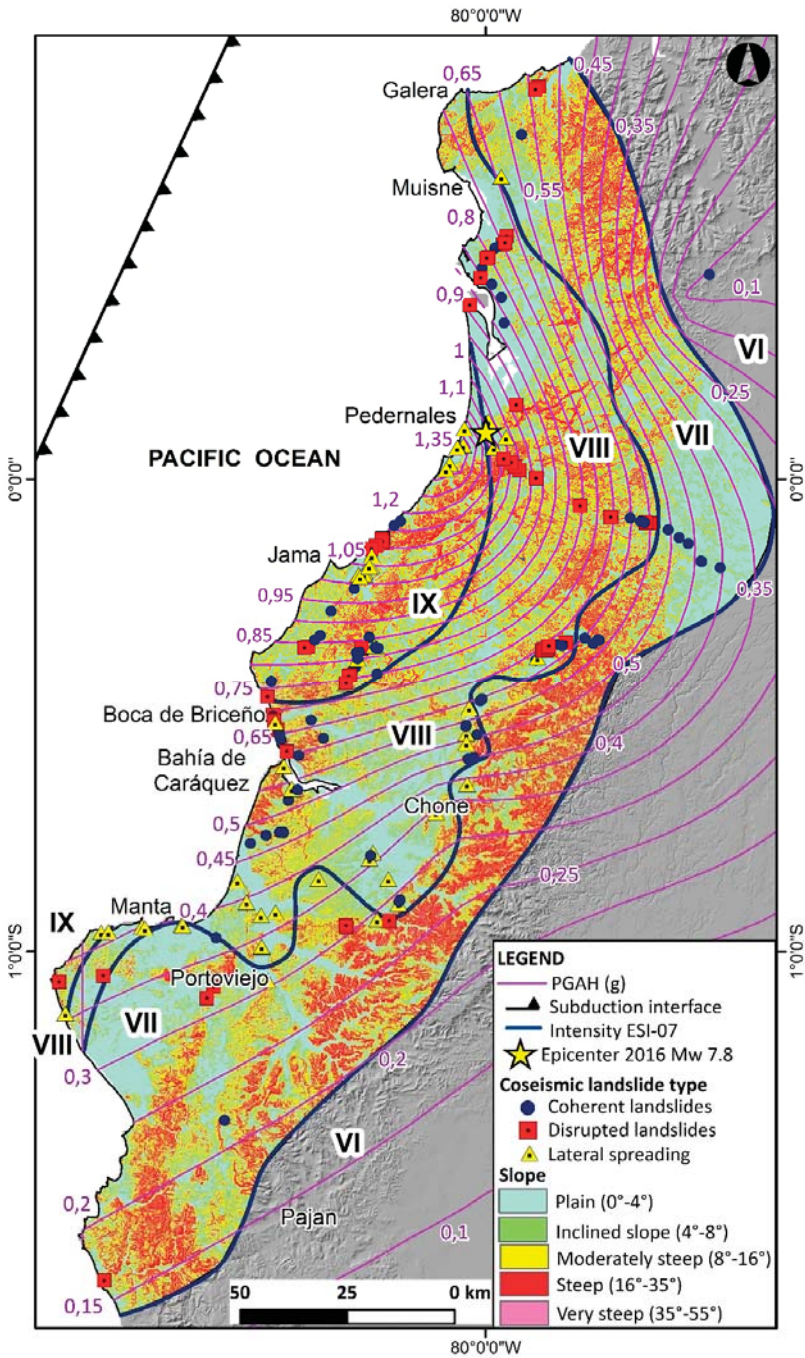 80°0'0"W
0,65
0,45
Galera
0,35
Muisne
0,55
0,8
0,1
0,9
VI
1
0,25
1,1
Pedernales
1,35
VIII
VII
PACIFIC OCEAN
0°0'0"
0°0'0"
1,2
Jama
1,05
0,35
0,95
IX
0,85
0,5
0,75
Boca de Briceño
0,65
VIII
0,4
Bahía de
Caráquez
Chone
0,5
0,45
0,25
Manta
0,4
IX
1°0'0"S
1°0'0"S
Portoviejo
VII
VIII
0,3
0,2
VI
0,2
Pajan
0,1
0,15
50
25
0 km
LEGEND
PGAH (g)
Subduction interface
Intensity ESI-07
Epicenter 2016 Mw 7.8
Coseismic landslide type
Coherent landslides
Disrupted landslides
Lateral spreading
Slope
Plain (0°-4°)
Inclined slope (4°-8°)
Moderately steep (8°-16°)
Steep (16°-35°)
Very steep (35°-55°)
80°0'0"W